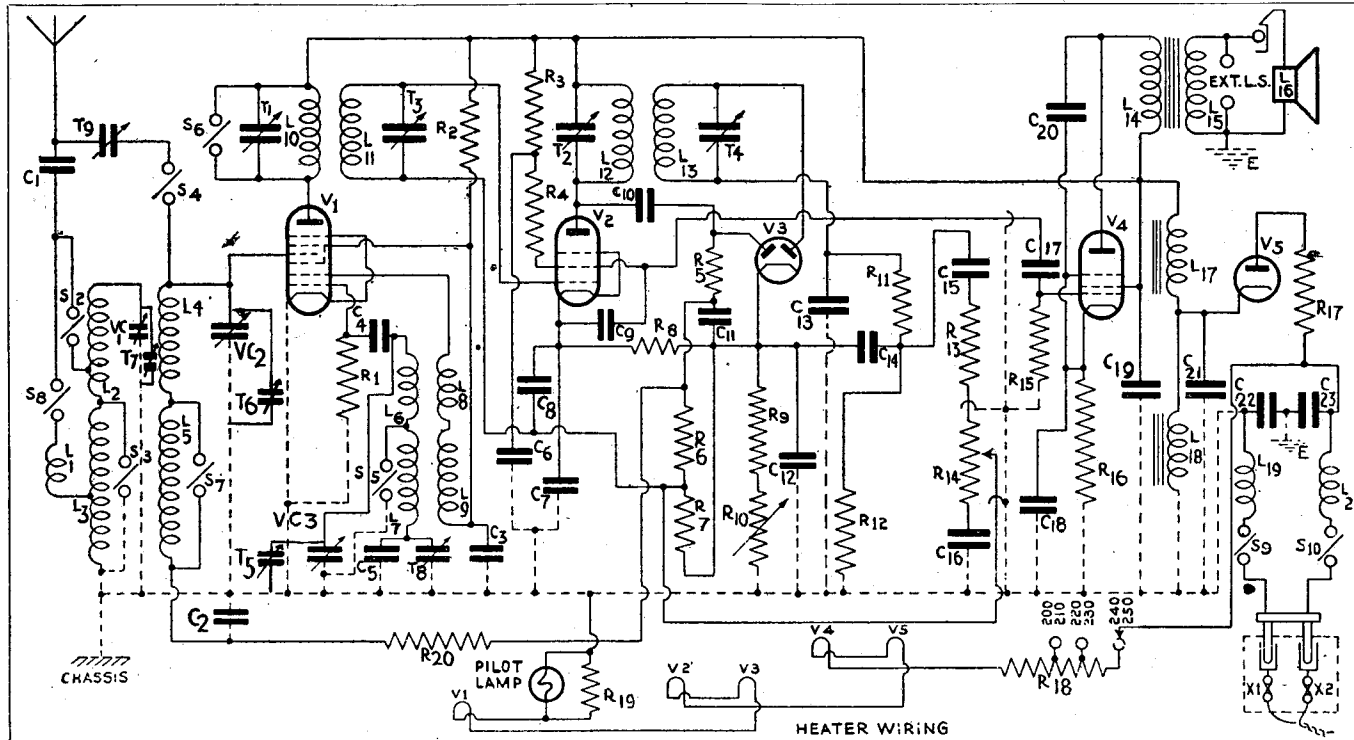 T9
C1
S4
S2
S8
L1
L2
L3
S3
VC1
T7
L4
L5
S7
VC2
T6
C2
CHASSIS
S6
T1
L10
V1
L11
T3
R2
C4
R1
VC3
T5
S5
L6
L7
L8
L9
C5
T8
C3
R20
R3
R4
T2
L12
L13
T4
C10
V2
V3
R5
C11
C9
R8
C8
C6
C7
R6
R7
R9
R10
C12
C13
R11
C14
R12
C15
R13
R14
C16
C17
R15
C18
C20
V4
R16
C19
L14
L15
EXT.L.S.
L16
E
L17
L18
C21
V5
R17
C22
C23
E
L19
L2
S9
S10
X1
X2
PILOT LAMP
R19
V1
V2
V3
V4
V5
R18
200
210
220
230
240
250
HEATER WIRING